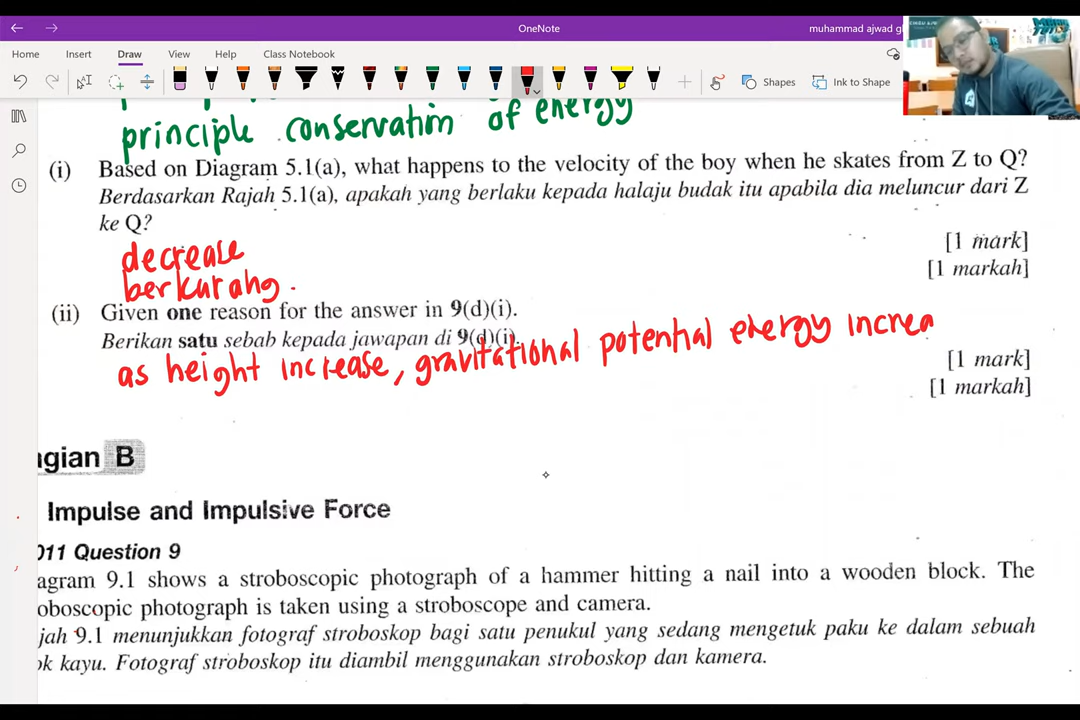 OneNote
muhammad ajwad
Home Insert Draw View Help Class Notebook
Shapes Ink to Shape
principle conservation of energy
(i) Based on Diagram 5.1(a), what happens to the velocity of the boy when he skates from Z to Q?
Berdasarkan Rajah 5.1(a), apakah yang berlaku kepada halaju budak itu apabila dia meluncur dari Z
ke Q?
[1 mark]
decrease
[1 markah]
berkurang.
(ii) Given one reason for the answer in 9(d)(i).
Berikan satu sebab kepada jawapan di 9(d)(i).
as height increase, gravitational potential energy increa
[1 mark]
[1 markah]
agian B
Impulse and Impulsive Force
011 Question 9
agram 9.1 shows a stroboscopic photograph of a hammer hitting a nail into a wooden block. The
oboscopic photograph is taken using a stroboscope and camera.
jah 9.1 menunjukkan fotograf stroboskop bagi satu penukul yang sedang mengetuk paku ke dalam sebuah
ok kayu. Fotograf stroboskop itu diambil menggunakan stroboskop dan kamera.